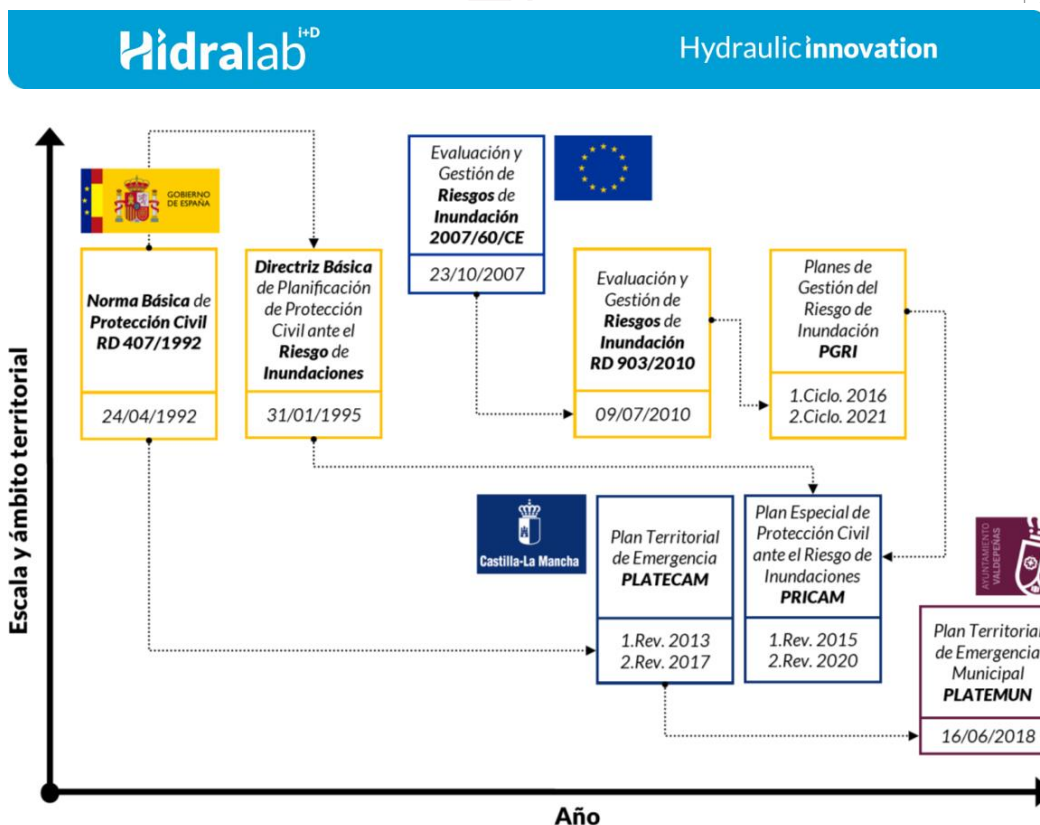 Hidralab i+D
Hydraulic innovation
Escala y ámbito territorial
GOBIERNO
DE ESPAÑA
Norma Básica de
Protección Civil
RD 407/1992
24/04/1992
Directriz Básica
de Planificación
de Protección
Civil ante el
Riesgo de
Inundaciones
31/01/1995
Evaluación y
Gestión de
Riesgos de
Inundación
2007/60/CE
23/10/2007
Evaluación y
Gestión de
Riesgos de
Inundación
RD 903/2010
09/07/2010
Planes de
Gestión del
Riesgo de
Inundación
PGRI
1.Ciclo. 2016
2.Ciclo. 2021
Castilla-La Mancha
Plan Territorial
de Emergencia
PLATECAM
1.Rev. 2013
2.Rev. 2017
Plan Especial de
Protección Civil
ante el Riesgo de
Inundaciones
PRICAM
1.Rev. 2015
2.Rev. 2020
AYUNTAMIENTO
VALDEPEÑAS
Plan Territorial
de Emergencia
Municipal
PLATEMUN
16/06/2018
Año